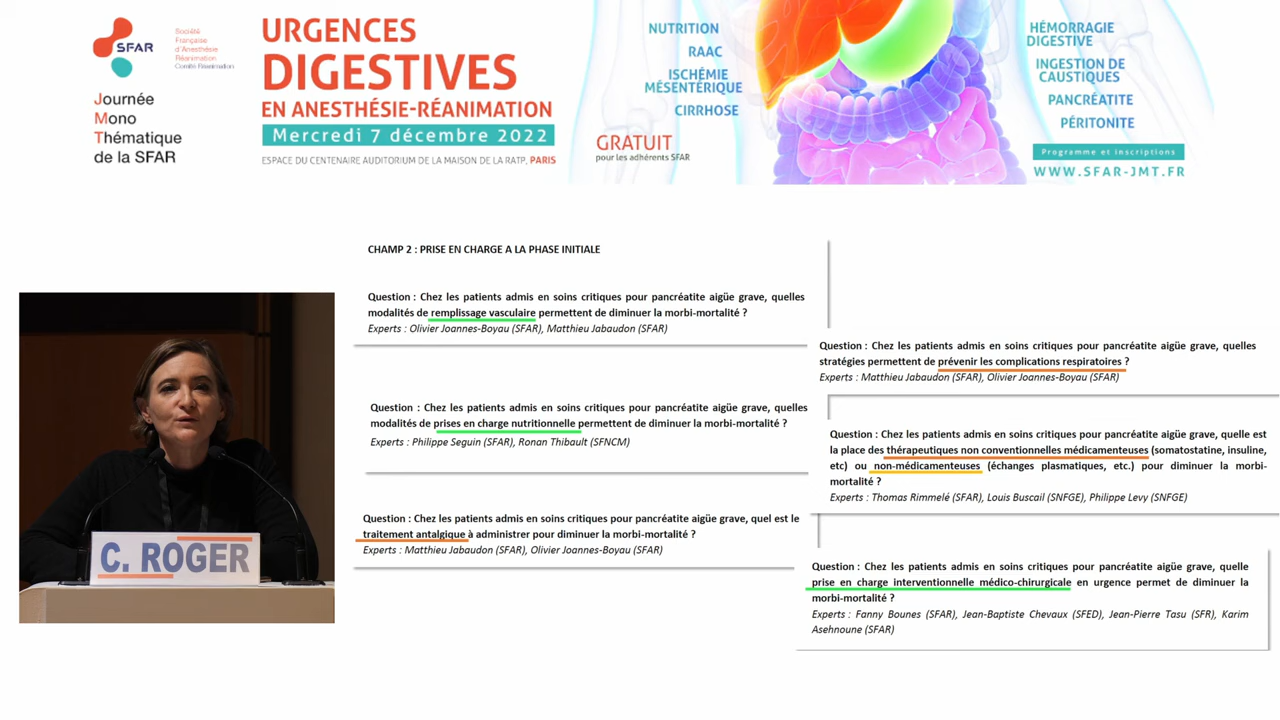 SFAR
Société
Française
d'Anesthésie
Réanimation
Comité Réanimation
Journée
Mono
Thématique
de la SFAR
URGENCES
DIGESTIVES
EN ANESTHÉSIE-RÉANIMATION
Mercredi 7 décembre 2022
ESPACE DU CENTENAIRE AUDITORIUM DE LA MAISON DE LA RATP, PARIS
NUTRITION
RAAC
ISCHÉMIE
MÉSENTÉRIQUE
CIRRHOSE
GRATUIT
pour les adhérents SFAR
HÉMORRAGIE
DIGESTIVE
INGESTION DE
CAUSTIQUES
PANCRÉATITE
PÉRITONITE
Programme et inscriptions
WWW.SFAR-JMT.FR
CHAMP 2 : PRISE EN CHARGE A LA PHASE INITIALE
Question : Chez les patients admis en soins critiques pour pancréatite aigüe grave, quelles
modalités de remplissage vasculaire permettent de diminuer la morbi-mortalité ?
Experts : Olivier Joannes-Boyau (SFAR), Matthieu Jabaudon (SFAR)
Question : Chez les patients admis en soins critiques pour pancréatite aigüe grave, quelles
modalités de prises en charge nutritionnelle permettent de diminuer la morbi-mortalité ?
Experts : Philippe Seguin (SFAR), Ronan Thibault (SFNCM)
Question : Chez les patients admis en soins critiques pour pancréatite aigüe grave, quel est le
traitement antalgique à administrer pour diminuer la morbi-mortalité ?
Experts : Matthieu Jabaudon (SFAR), Olivier Joannes-Boyau (SFAR)
Question : Chez les patients admis en soins critiques pour pancréatite aigüe grave, quelles
stratégies permettent de prévenir les complications respiratoires ?
Experts : Matthieu Jabaudon (SFAR), Olivier Joannes-Boyau (SFAR)
Question : Chez les patients admis en soins critiques pour pancréatite aigüe grave, quelle est
la place des thérapeutiques non conventionnelles médicamenteuses (somatostatine, insuline,
etc) ou non-médicamenteuses (échanges plasmatiques, etc.) pour diminuer la morbi-
mortalité ?
Experts : Thomas Rimmelé (SFAR), Louis Buscail (SNFGE), Philippe Levy (SNFGE)
Question : Chez les patients admis en soins critiques pour pancréatite aigüe grave, quelle
prise en charge interventionnelle médico-chirurgicale en urgence permet de diminuer la
morbi-mortalité ?
Experts : Fanny Bounes (SFAR), Jean-Baptiste Chevaux (SFED), Jean-Pierre Tasu (SFR), Karim
Asehnoune (SFAR)
C. ROGER